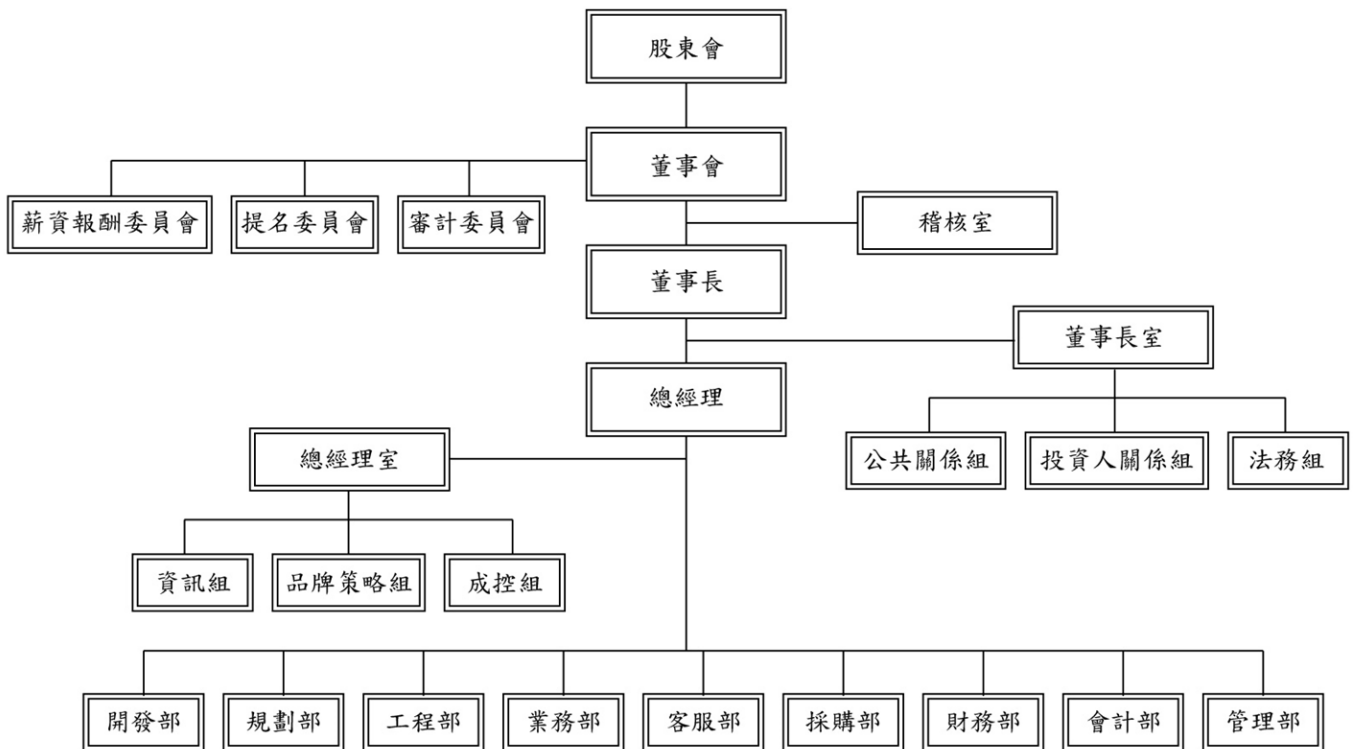 股東會
董事會
薪資報酬委員會
提名委員會
審計委員會
稽核室
董事長
董事長室
總經理
公共關係組
投資人關係組
法務組
總經理室
資訊組
品牌策略組
成控組
開發部
規劃部
工程部
業務部
客服部
採購部
財務部
會計部
管理部